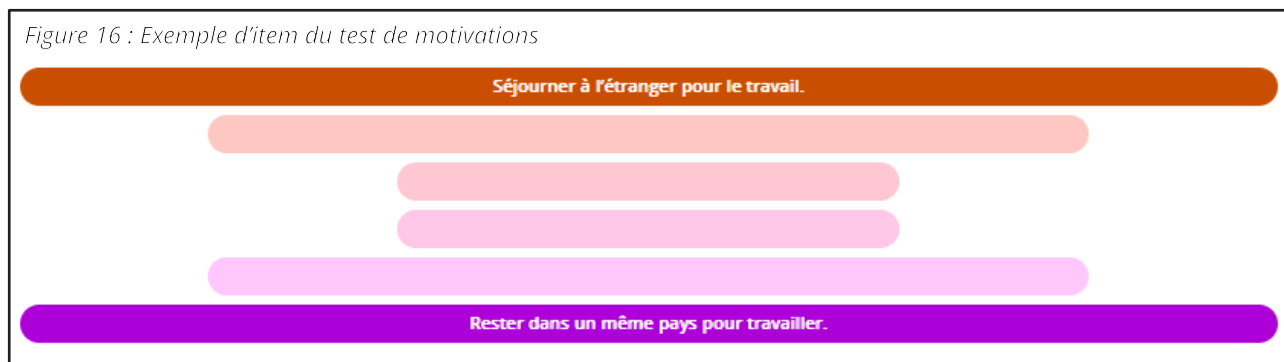 Figure 16 : Exemple d'item du test de motivations
Séjourner à l'étranger pour le travail.
Rester dans un même pays pour travailler.